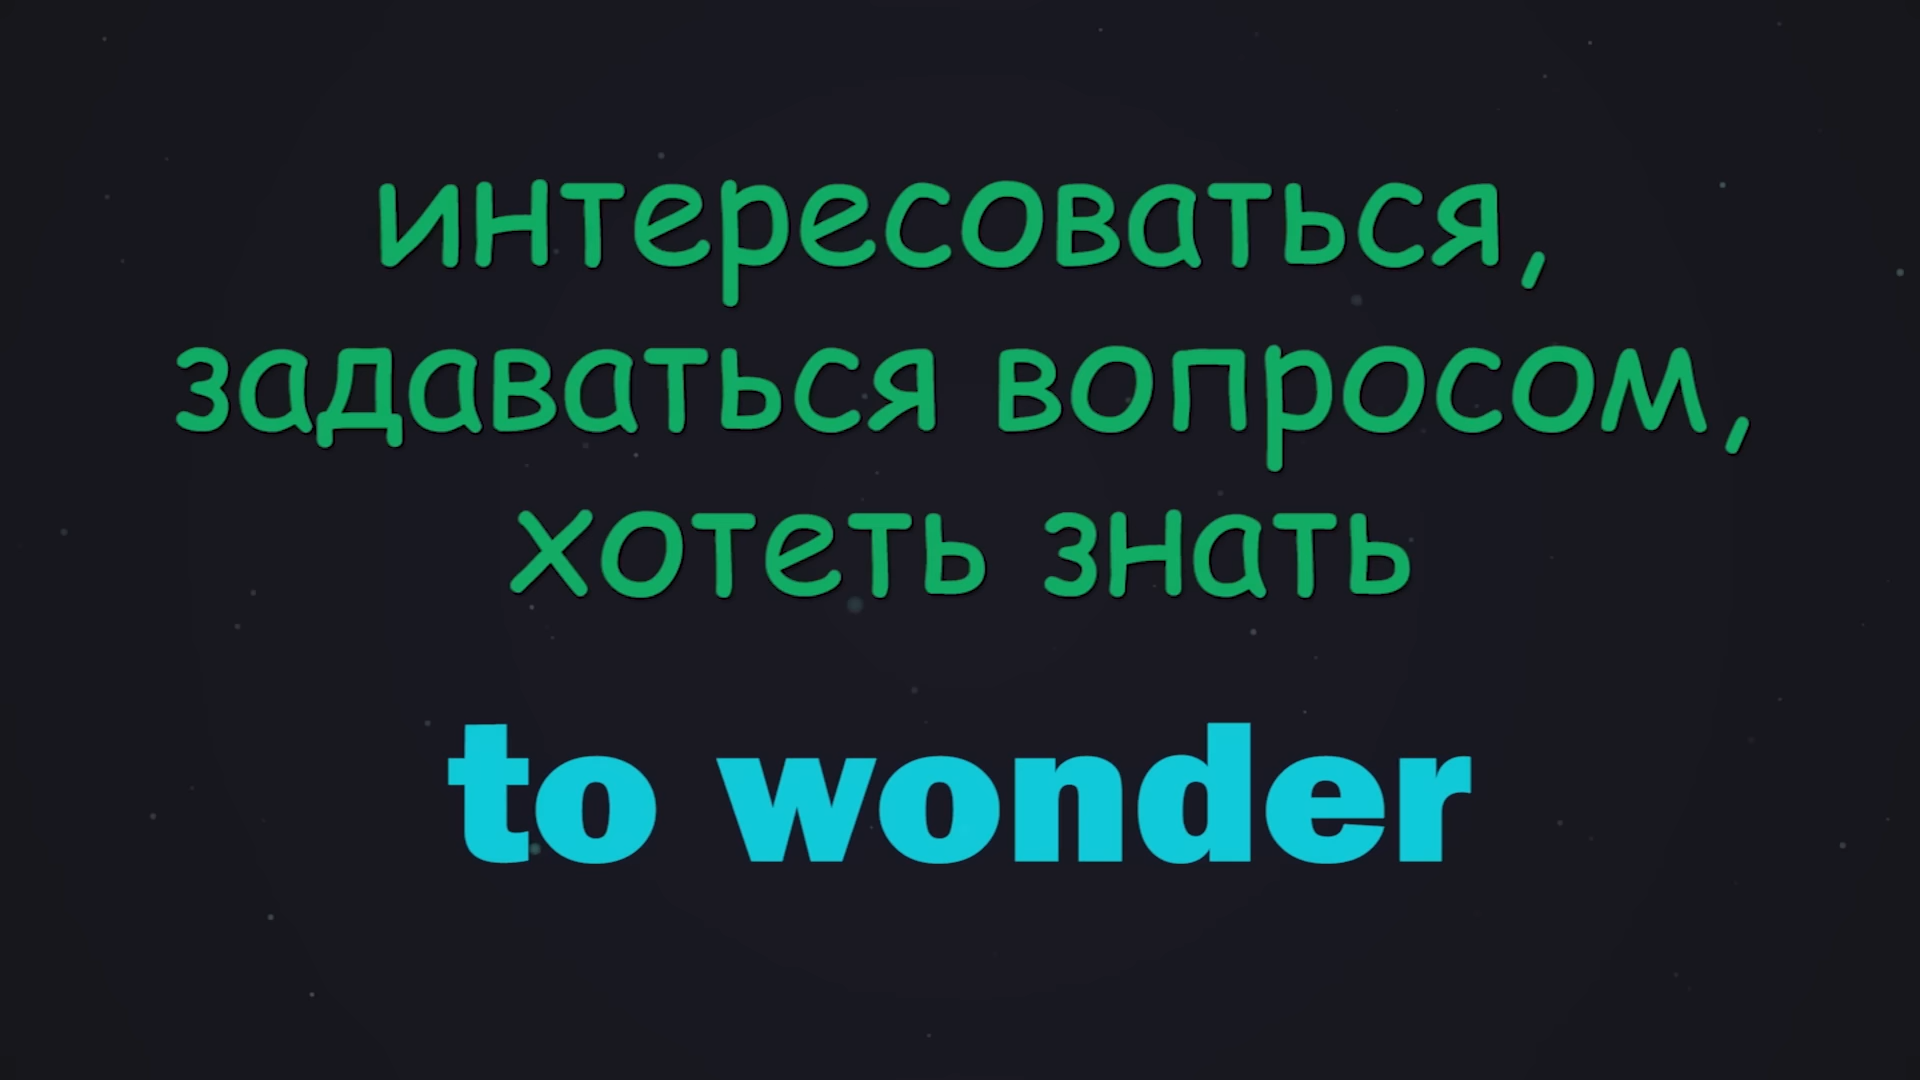 интересоваться,
задаваться вопросом,
хотеть знать
to wonder